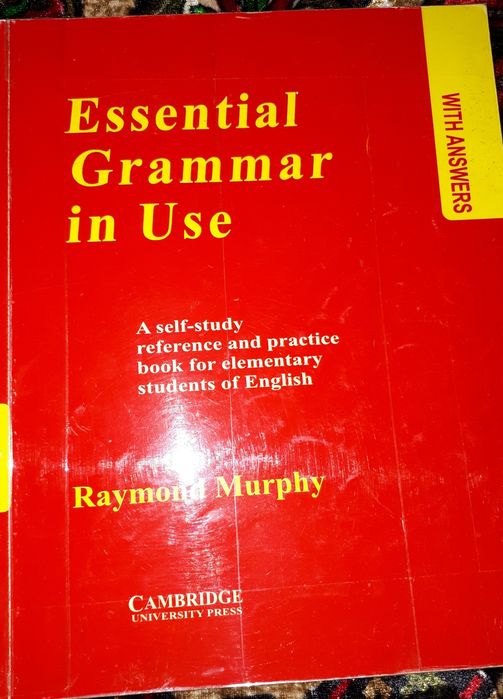 Essential
Grammar
in Use
WITH ANSWERS
A self-study
reference and practice
book for elementary
students of English
Raymond Murphy
CAMBRIDGE
UNIVERSITY PRESS